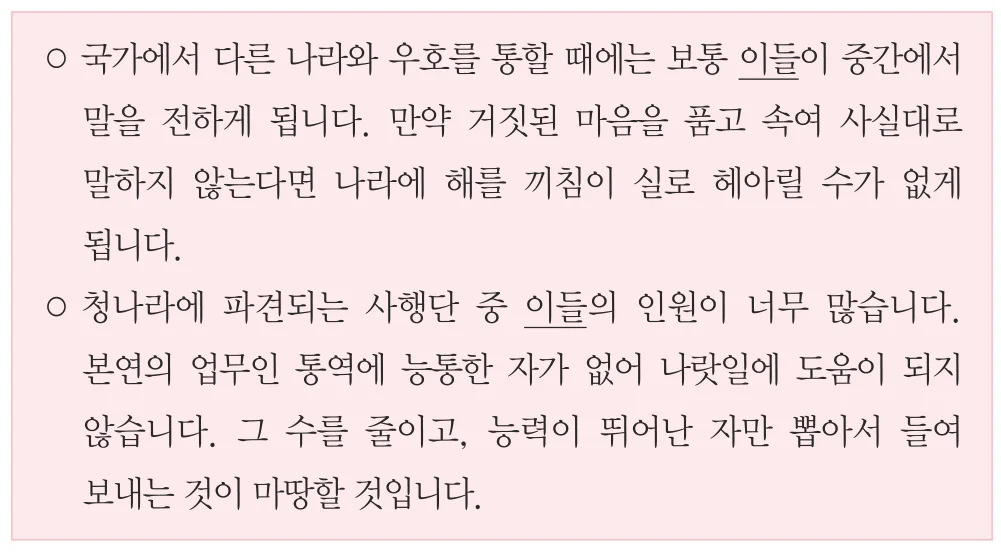 ○ 국가에서 다른 나라와 우호를 통할 때에는 보통 이들이 중간에서
말을 전하게 됩니다. 만약 거짓된 마음을 품고 속여 사실대로
말하지 않는다면 나라에 해를 끼침이 실로 헤아릴 수가 없게
됩니다.
○ 청나라에 파견되는 사행단 중 이들의 인원이 너무 많습니다.
본연의 업무인 통역에 능통한 자가 없어 나랏일에 도움이 되지
않습니다. 그 수를 줄이고, 능력이 뛰어난 자만 뽑아서 들여
보내는 것이 마땅할 것입니다.